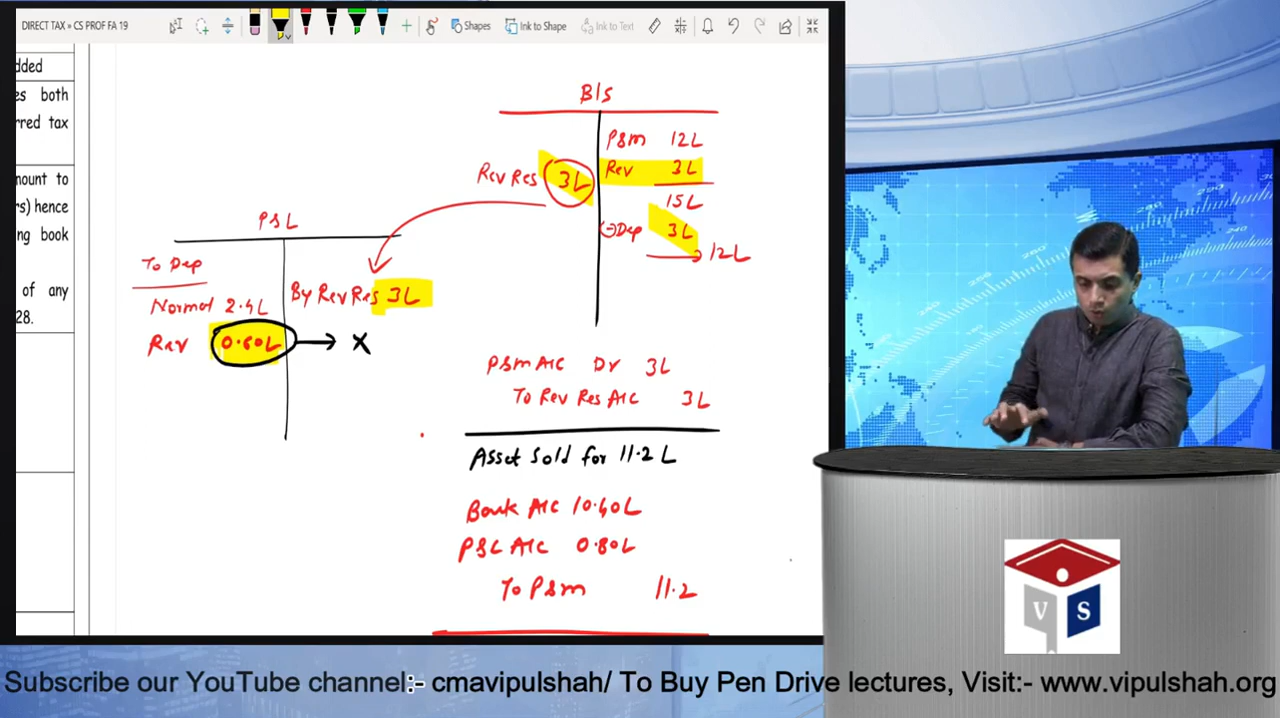 DIRECT TAX » CS PROF FA 19
Shapes
Ink to Shape
Ink to Text
dded
es both
rred tax
nount to
rs) hence
ng book
of any
28.
B/S
P&M 12L
Rev Res 3L
Rev 3L
15L
(-) Dep 3L
12L
P&L
To Dep
Normal 2.4L
By Rev Res 3L
Rev 0.60L → X
P&M A/C Dr 3L
To Rev Res A/C 3L
Asset Sold for 11.2 L
Bank A/C 10.40L
P&L A/C 0.80L
To P&M 11.2
V S
Subscribe our YouTube channel:- cmavipulshah/ To Buy Pen Drive lectures, Visit:- www.vipulshah.org